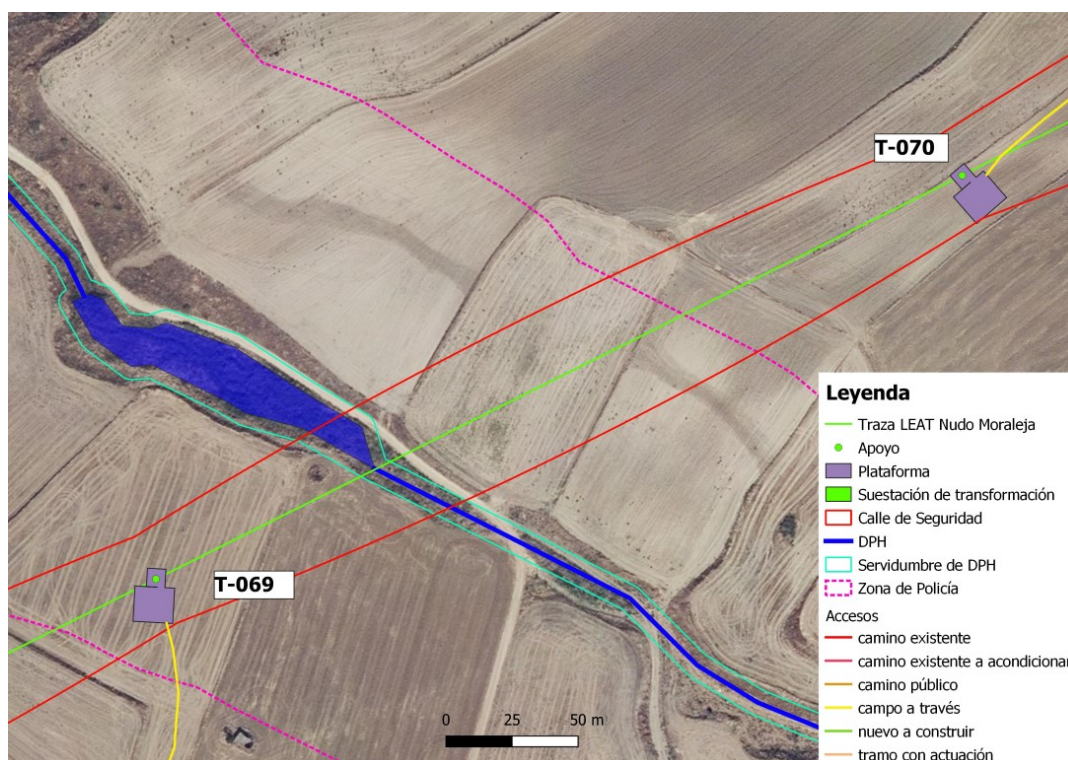 T-070
T-069
0 25 50 m
Leyenda
Traza LEAT Nudo Moraleja
Apoyo
Plataforma
Suestación de transformación
Calle de Seguridad
DPH
Servidumbre de DPH
Zona de Policía
Accesos
camino existente
camino existente a acondicionar
camino público
campo a través
nuevo a construir
tramo con actuación